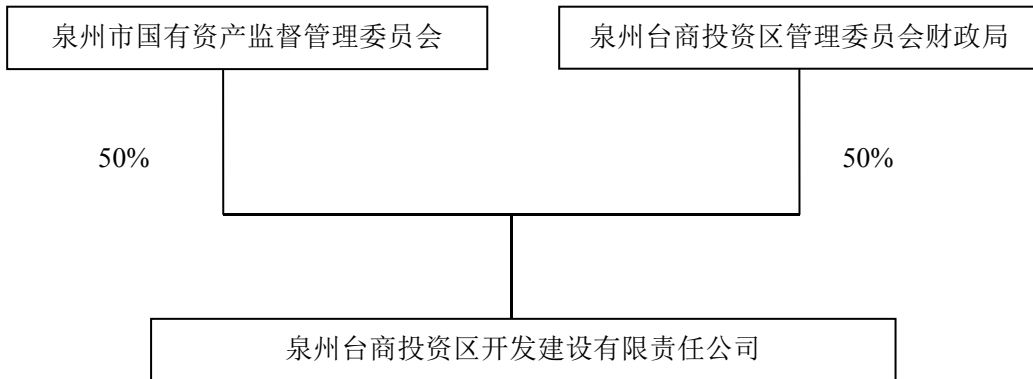 泉州市国有资产监督管理委员会
泉州台商投资区管理委员会财政局
50%
50%
泉州台商投资区开发建设有限责任公司